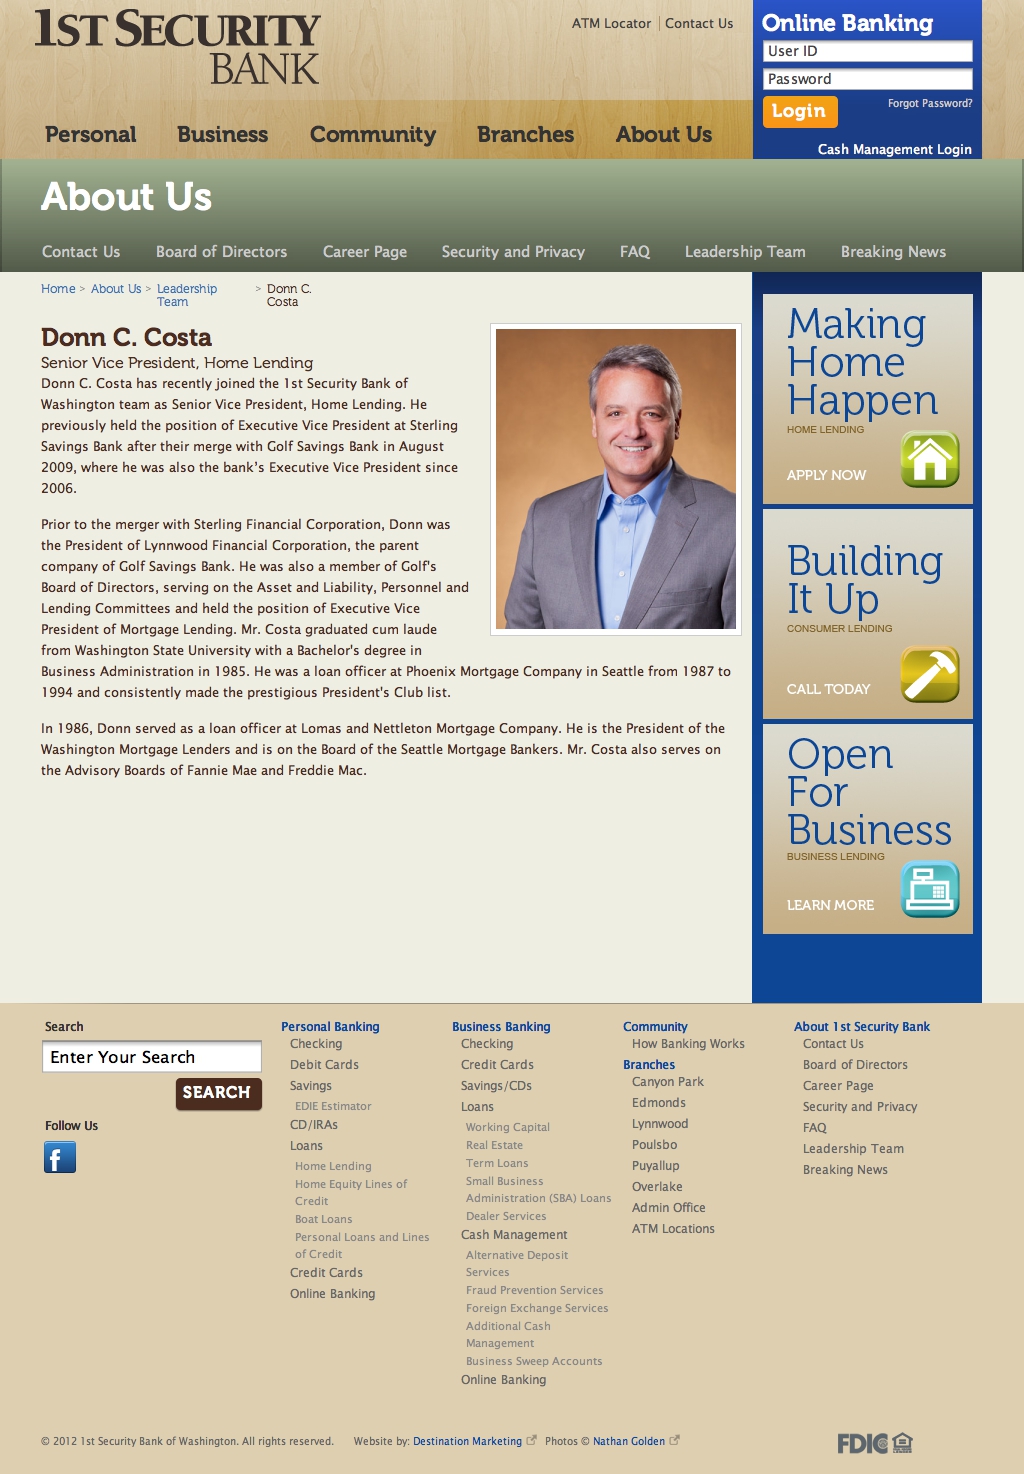 1ST SECURITY
BANK
ATM Locator
Contact Us
Online Banking
User ID
Password
Login
Forgot Password?
Cash Management Login
Personal
Business
Community
Branches
About Us
About Us
Contact Us
Board of Directors
Career Page
Security and Privacy
FAQ
Leadership Team
Breaking News
Home > About Us > Leadership Team > Donn C. Costa
Donn C. Costa
Senior Vice President, Home Lending
Donn C. Costa has recently joined the 1st Security Bank of
Washington team as Senior Vice President, Home Lending. He
previously held the position of Executive Vice President at Sterling
Savings Bank after their merge with Golf Savings Bank in August
2009, where he was also the bank’s Executive Vice President since
2006.
Prior to the merger with Sterling Financial Corporation, Donn was
the President of Lynnwood Financial Corporation, the parent
company of Golf Savings Bank. He was also a member of Golf's
Board of Directors, serving on the Asset and Liability, Personnel and
Lending Committees and held the position of Executive Vice
President of Mortgage Lending. Mr. Costa graduated cum laude
from Washington State University with a Bachelor's degree in
Business Administration in 1985. He was a loan officer at Phoenix Mortgage Company in Seattle from 1987 to
1994 and consistently made the prestigious President's Club list.
In 1986, Donn served as a loan officer at Lomas and Nettleton Mortgage Company. He is the President of the
Washington Mortgage Lenders and is on the Board of the Seattle Mortgage Bankers. Mr. Costa also serves on
the Advisory Boards of Fannie Mae and Freddie Mac.
Making
Home
Happen
HOME LENDING
APPLY NOW
Building
It Up
CONSUMER LENDING
CALL TODAY
Open
For
Business
BUSINESS LENDING
LEARN MORE
Search
Enter Your Search
SEARCH
Follow Us
f
Personal Banking
Checking
Debit Cards
Savings
EDIE Estimator
CD/IRAs
Loans
Home Lending
Home Equity Lines of
Credit
Boat Loans
Personal Loans and Lines
of Credit
Credit Cards
Online Banking
Business Banking
Checking
Credit Cards
Savings/CDs
Loans
Working Capital
Real Estate
Term Loans
Small Business
Administration (SBA) Loans
Dealer Services
Cash Management
Alternative Deposit
Services
Fraud Prevention Services
Foreign Exchange Services
Additional Cash
Management
Business Sweep Accounts
Online Banking
Community
How Banking Works
Branches
Canyon Park
Edmonds
Lynnwood
Poulsbo
Puyallup
Overlake
Admin Office
ATM Locations
About 1st Security Bank
Contact Us
Board of Directors
Career Page
Security and Privacy
FAQ
Leadership Team
Breaking News
© 2012 1st Security Bank of Washington. All rights reserved.
Website by: Destination Marketing
Photos © Nathan Golden
FDIC